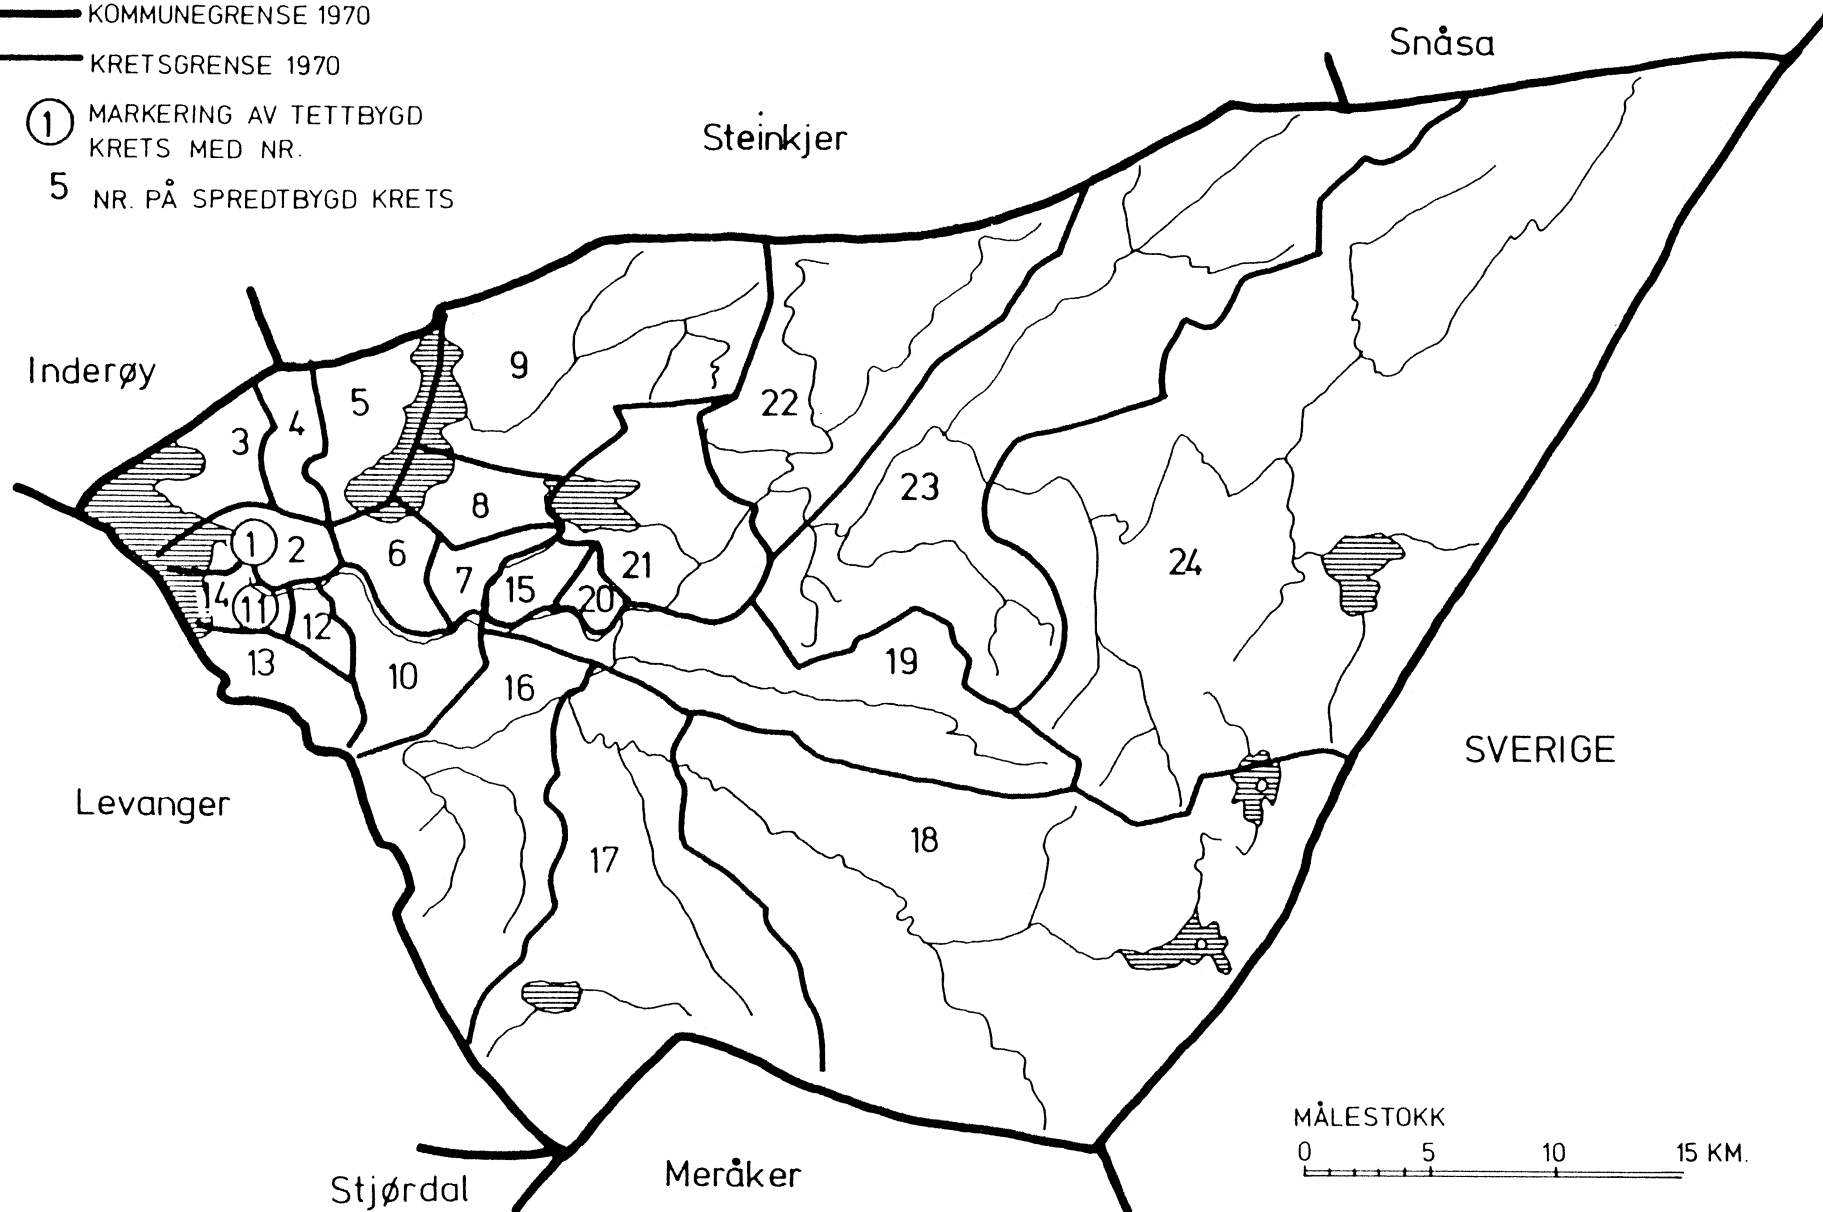 KOMMUNEGRENSE 1970
KRETSGRENSE 1970
1 MARKERING AV TETTBYGD
KRETS MED NR.
5 NR. PÅ SPREDTBYGD KRETS
Snåsa
Steinkjer
Inderøy
9
5
4
22
3
23
8
1
2
6
24
21
7
15
14
20
11
12
13
19
10
16
SVERIGE
Levanger
18
17
MÅLESTOKK
0 5 10 15 KM.
Meråker
Stjørdal